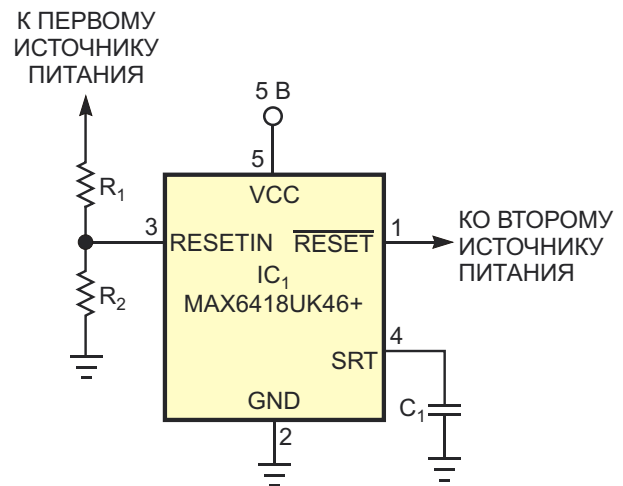 К ПЕРВОМУ
ИСТОЧНИКУ
ПИТАНИЯ
5 В
5
R1
VCC
3
RESETIN
RESET
1
КО ВТОРОМУ
ИСТОЧНИКУ
ПИТАНИЯ
IC1
MAX6418UK46+
R2
4
SRT
C1
GND
2